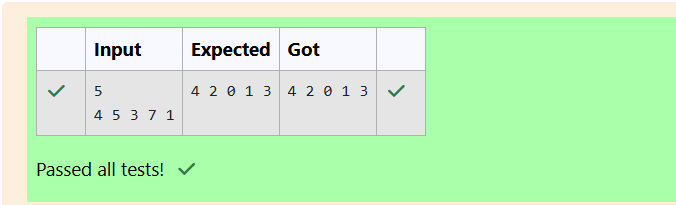 Input Expected Got
5 4 2 0 1 3 4 2 0 1 3
4 5 3 7 1
Passed all tests!